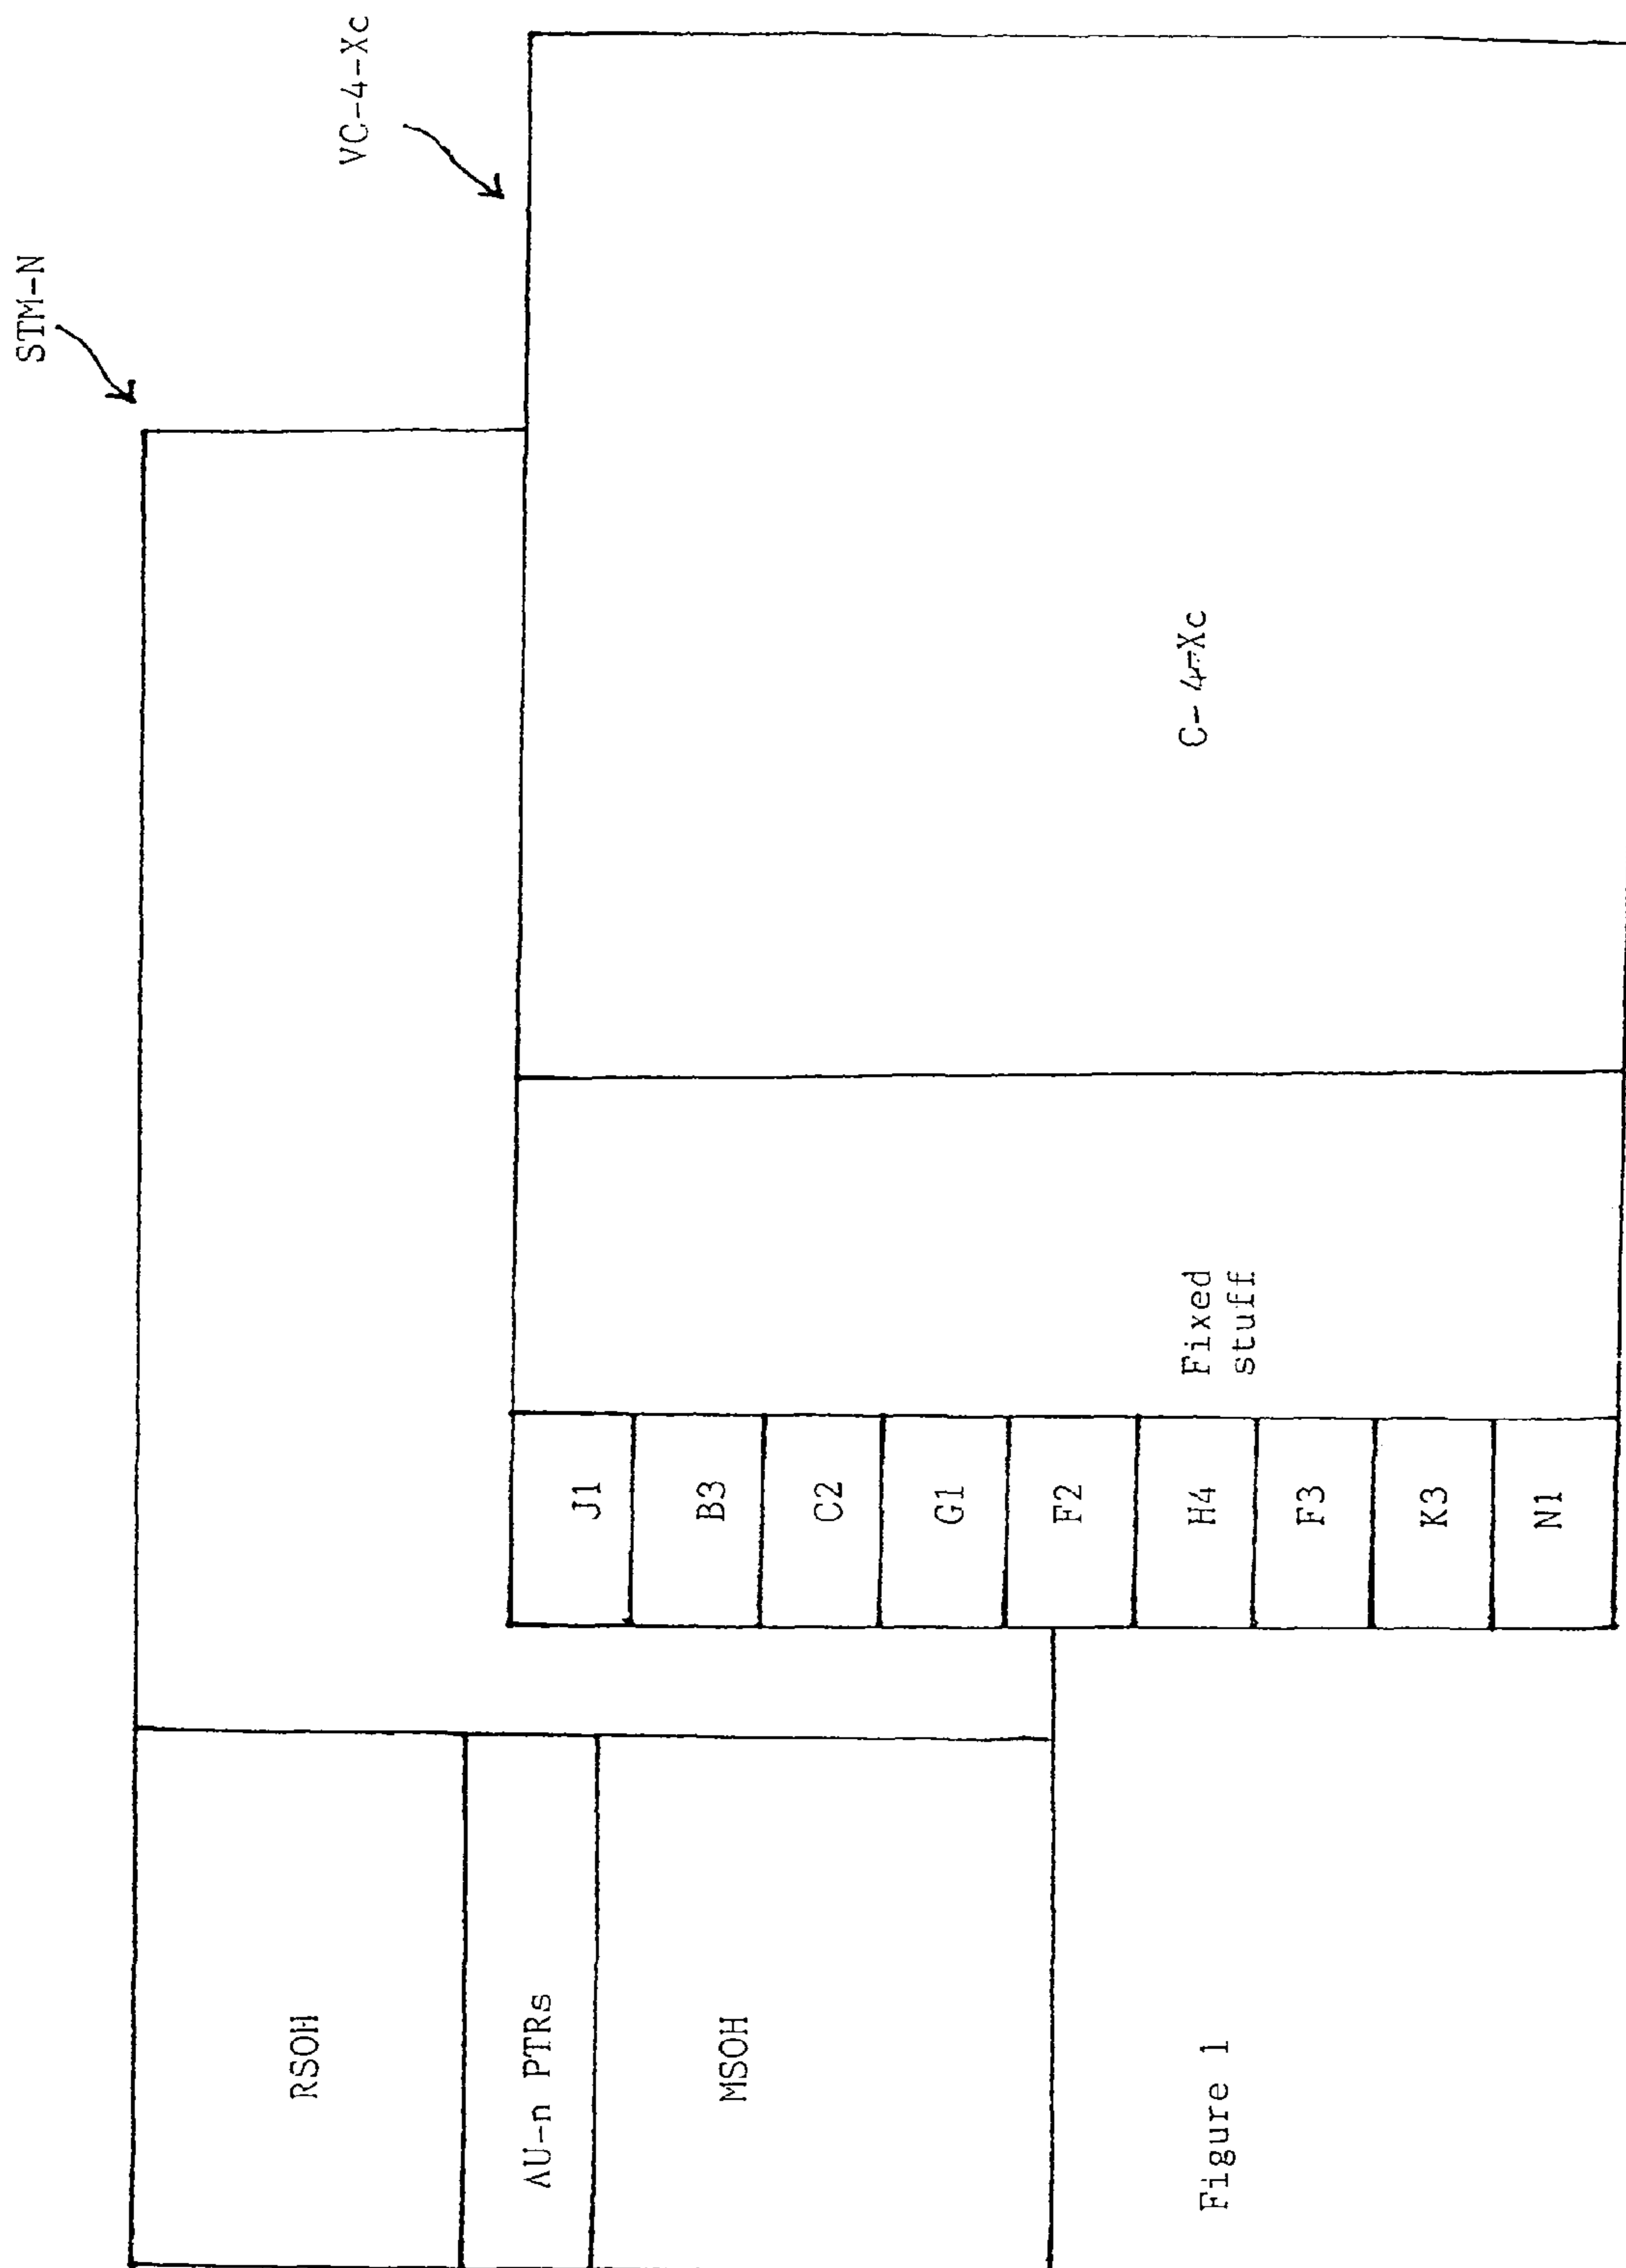 STM-N
VC-4-Xc
RSOH
AU-n PTRs
MSOH
J1
B3
C2
G1
F2
H4
F3
K3
N1
Fixed
stuff
C-4-Xc
Figure 1